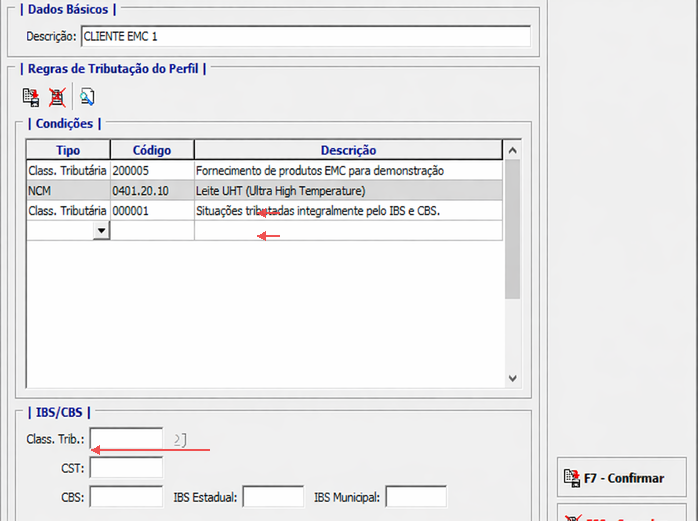 | Dados Básicos |
Descrição: CLIENTE EMC 1
| Regras de Tributação do Perfil |
| Condições |
Tipo Código Descrição
Class. Tributária 200005 Fornecimento de produtos EMC para demonstração
NCM 0401.20.10 Leite UHT (Ultra High Temperature)
Class. Tributária 000001 Situações tributadas integralmente pelo IBS e CBS.
| IBS/CBS |
Class. Trib.:
CST:
CBS: IBS Estadual: IBS Municipal:
F7 - Confirmar